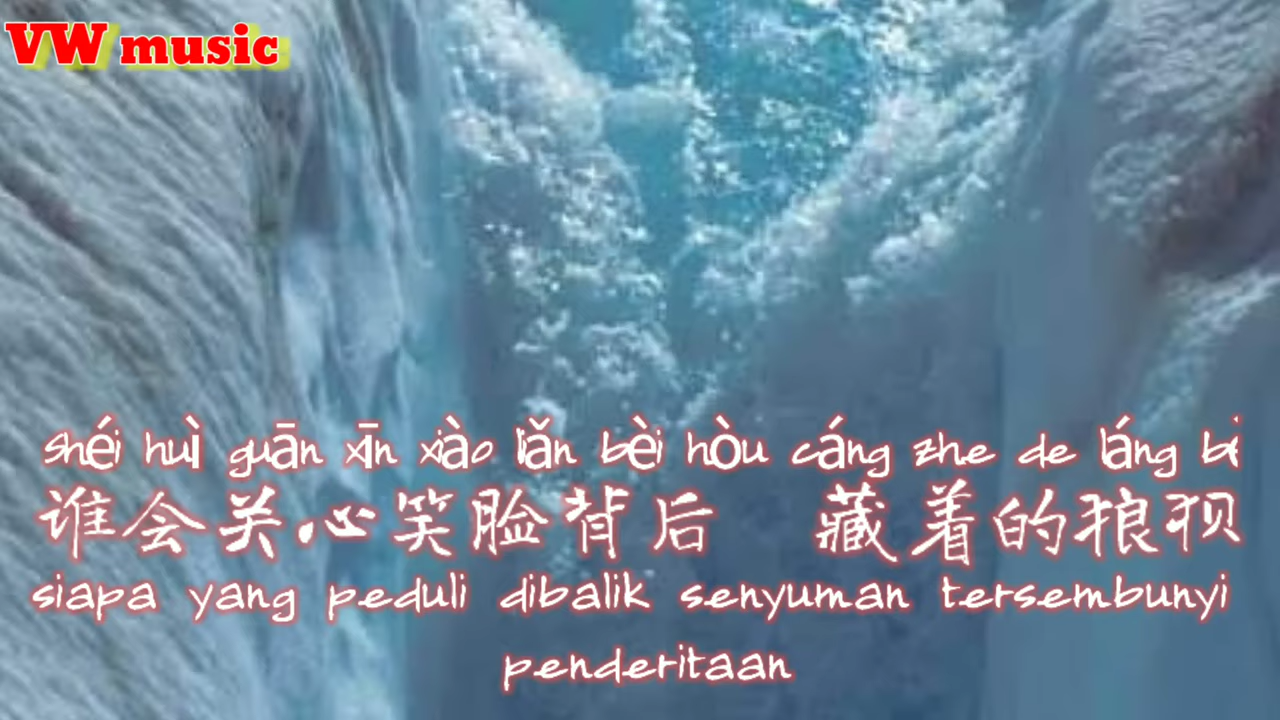 VW music
shéi huì guān xīn xiào liǎn bèi hòu cáng zhe de láng
谁会关心笑脸背后 藏着的狼狈
siapa yang peduli dibalik senyuman tersembunyi
penderitaan